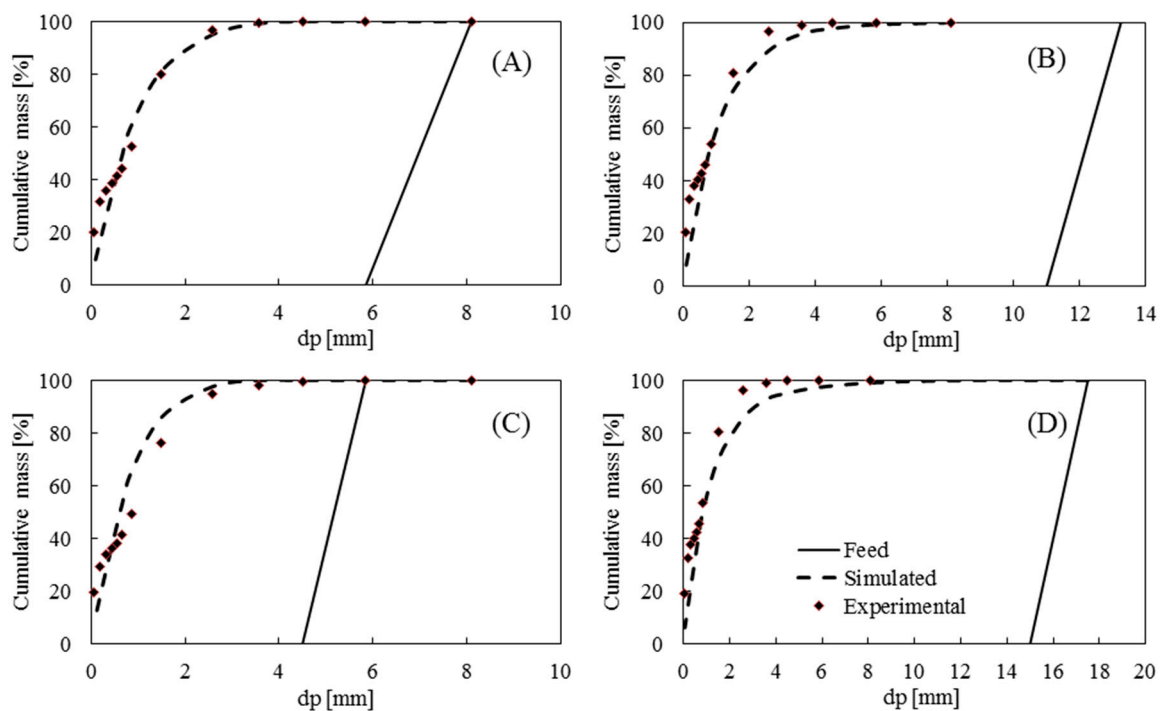 100
80
60
40
20
0
Cumulative mass [%]
(A)
0 2 4 6 8 10
dp [mm]
100
80
60
40
20
0
Cumulative mass [%]
(B)
0 2 4 6 8 10 12 14
dp [mm]
100
80
60
40
20
0
Cumulative mass [%]
(C)
0 2 4 6 8 10
dp [mm]
100
80
60
40
20
0
Cumulative mass [%]
(D)
Feed
Simulated
Experimental
0 2 4 6 8 10 12 14 16 18 20
dp [mm]